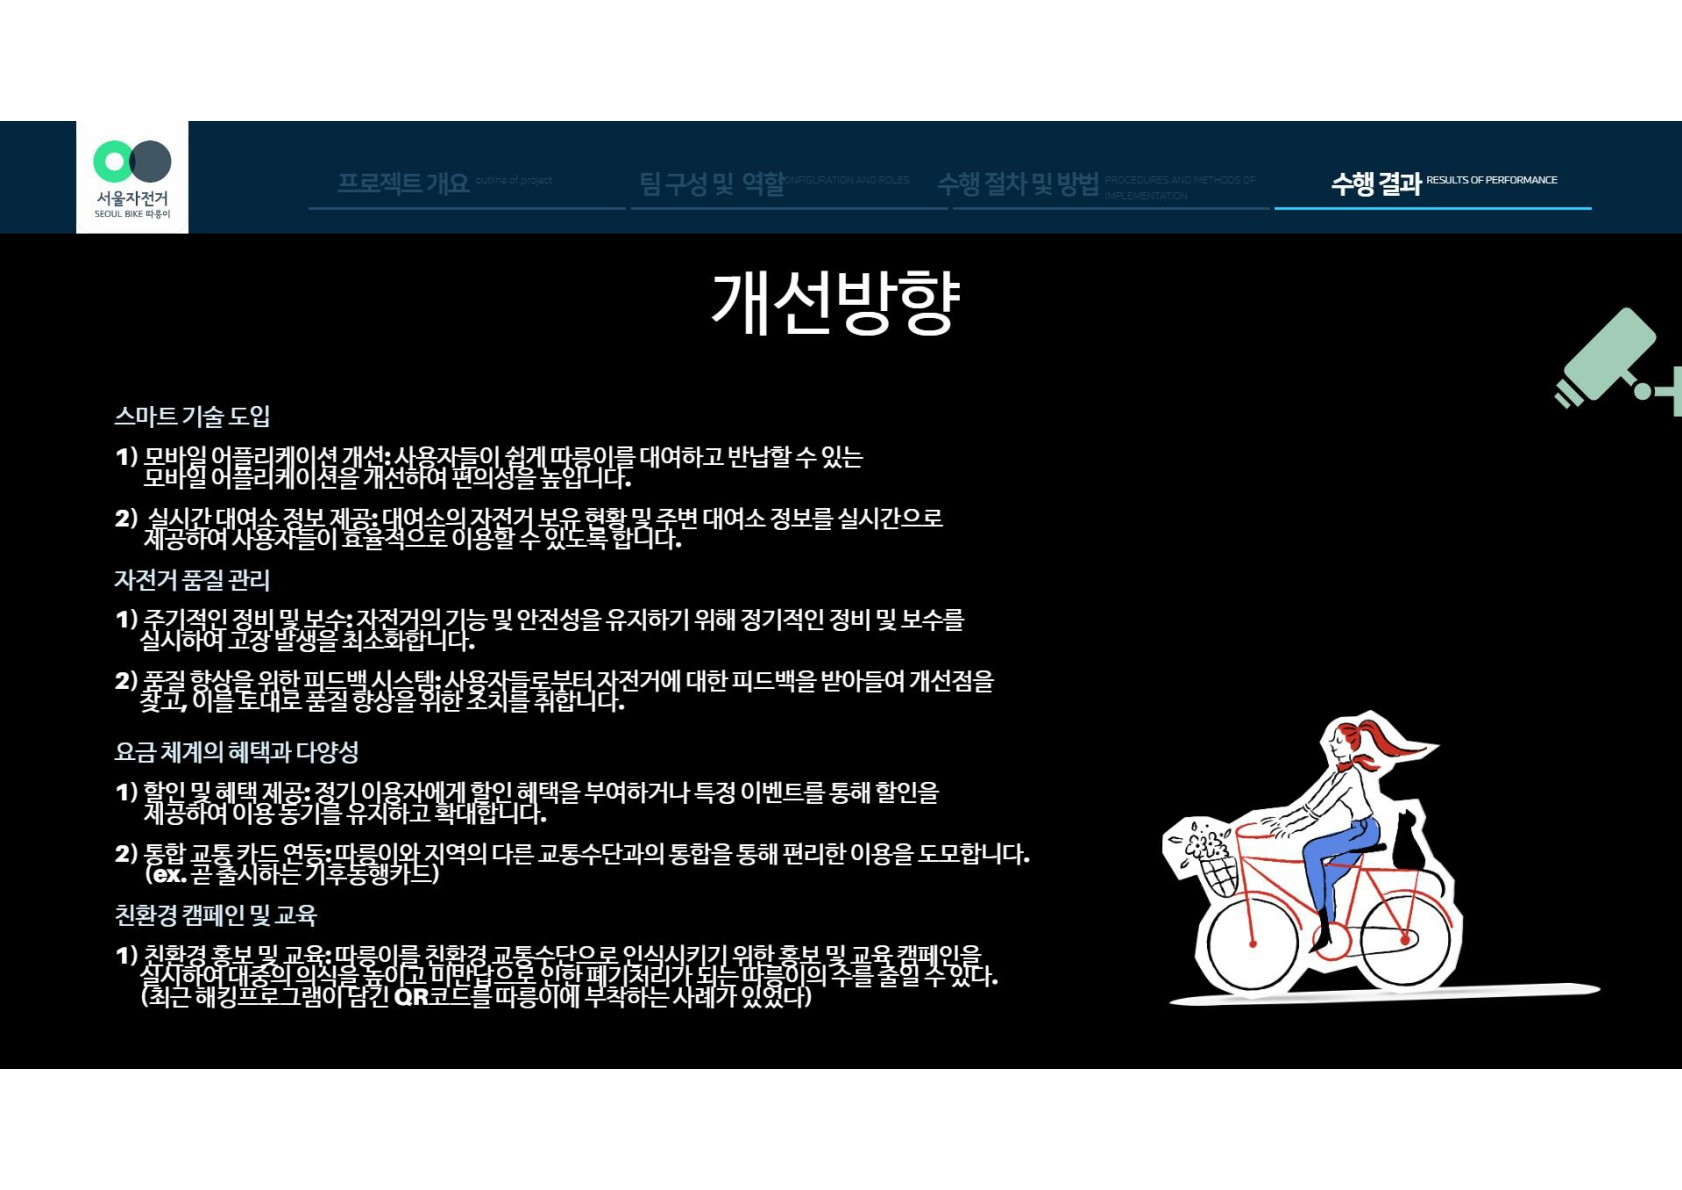 서울자전거
SEOUL BIKE 따릉이
프로젝트 개요 outline of project
팀 구성 및 역할 ONFIGURATION AND ROLES
수행 절차 및 방법 PROCEDURES AND METHODS OF
IMPLEMENTATION
수행 결과 RESULTS OF PERFORMANCE
개선방향
스마트 기술 도입
1) 모바일 어플리케이션 개선: 사용자들이 쉽게 따릉이를 대여하고 반납할 수 있는
모바일 어플리케이션을 개선하여 편의성을 높입니다.
2) 실시간 대여소 정보 제공: 대여소의 자전거 보유 현황 및 주변 대여소 정보를 실시간으로
제공하여 사용자들이 효율적으로 이용할 수 있도록 합니다.
자전거 품질 관리
1) 주기적인 정비 및 보수: 자전거의 기능 및 안전성을 유지하기 위해 정기적인 정비 및 보수를
실시하여 고장 발생을 최소화합니다.
2) 품질 향상을 위한 피드백 시스템: 사용자들로부터 자전거에 대한 피드백을 받아들여 개선점을
찾고, 이를 토대로 품질 향상을 위한 조치를 취합니다.
요금 체계의 혜택과 다양성
1) 할인 및 혜택 제공: 정기 이용자에게 할인 혜택을 부여하거나 특정 이벤트를 통해 할인을
제공하여 이용 동기를 유지하고 확대합니다.
2) 통합 교통 카드 연동: 따릉이와 지역의 다른 교통수단과의 통합을 통해 편리한 이용을 도모합니다.
(ex. 곧 출시하는 기후동행카드)
친환경 캠페인 및 교육
1) 친환경 홍보 및 교육: 따릉이를 친환경 교통수단으로 인식시키기 위한 홍보 및 교육 캠페인을
실시하여 대중의 의식을 높이고 미반납으로 인한 폐기처리가 되는 따릉이의 수를 줄일 수 있다.
(최근 해킹프로그램이 담긴 QR코드를 따릉이에 부착하는 사례가 있었다)